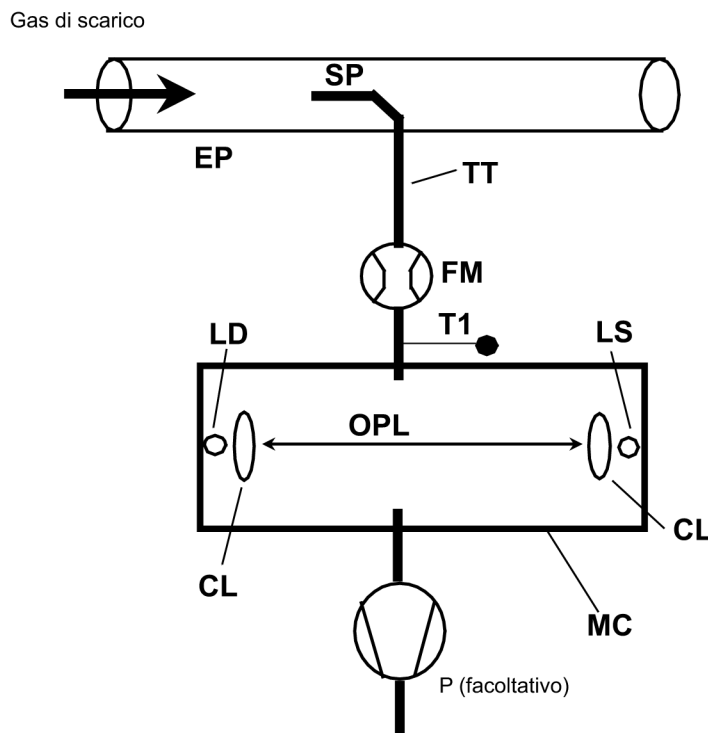 Gas di scarico
SP
EP
TT
FM
T1
LD
LS
OPL
CL
CL
MC
P (facoltativo)